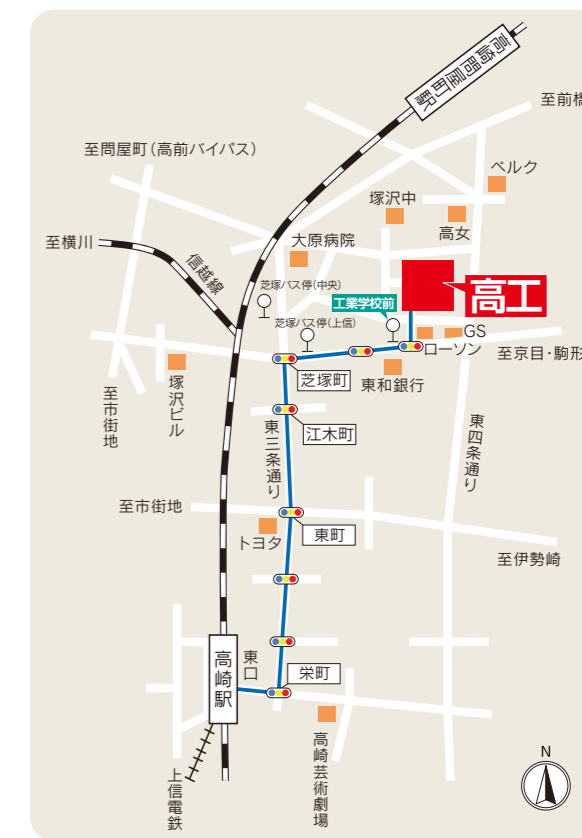 高崎問屋町駅
至前橋
至問屋町(高前バイパス)
ベルク
塚沢中
高女
至横川
信越線
大原病院
芝塚バス停(中央)
工業学校前
高工
芝塚バス停(上信)
GS
ローソン
至京目・駒形
芝塚町
東和銀行
塚沢ビル
至市街地
江木町
東三条通り
東四条通り
至市街地
東町
トヨタ
至伊勢崎
高崎駅
東口
栄町
高崎芸術劇場
上信電鉄
N